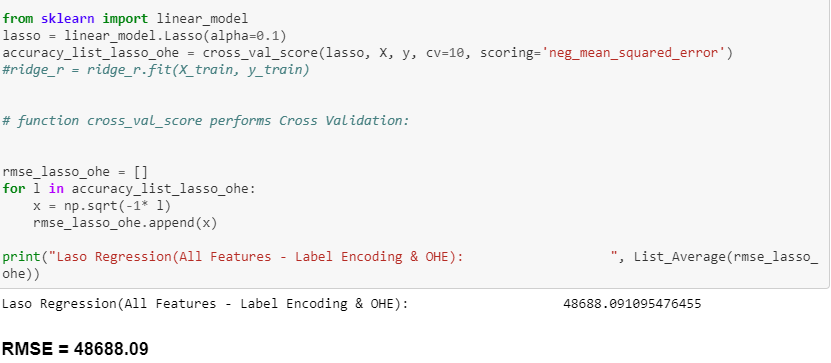 from sklearn import linear_model
lasso = linear_model.Lasso(alpha=0.1)
accuracy_list_lasso_ohe = cross_val_score(lasso, X, y, cv=10, scoring='neg_mean_squared_error')
#ridge_r = ridge_r.fit(X_train, y_train)
# function cross_val_score performs Cross Validation:
rmse_lasso_ohe = []
for l in accuracy_list_lasso_ohe:
    x = np.sqrt(-1* l)
    rmse_lasso_ohe.append(x)
print("Laso Regression(All Features - Label Encoding & OHE):                    ", List_Average(rmse_lasso_
ohe))
Laso Regression(All Features - Label Encoding & OHE):                     48688.091095476455
RMSE = 48688.09